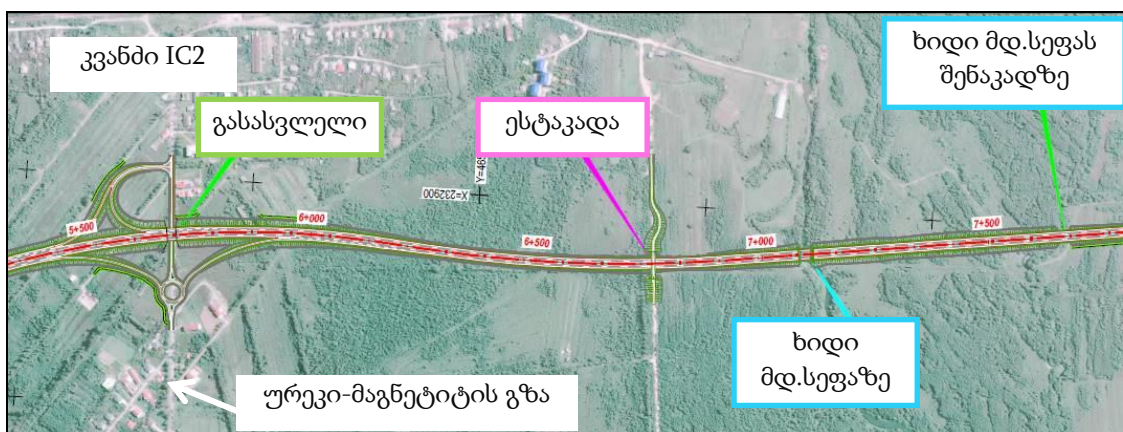 კვანძი IC2
ხიდი მდ.სეფას
შენაკადზე
გასასვლელი
ესტაკადა
X=232900
5+500
6+000
6+500
7+000
7+500
ხიდი
მდ.სეფაზე
ურეკი-მაგნეტიტის გზა